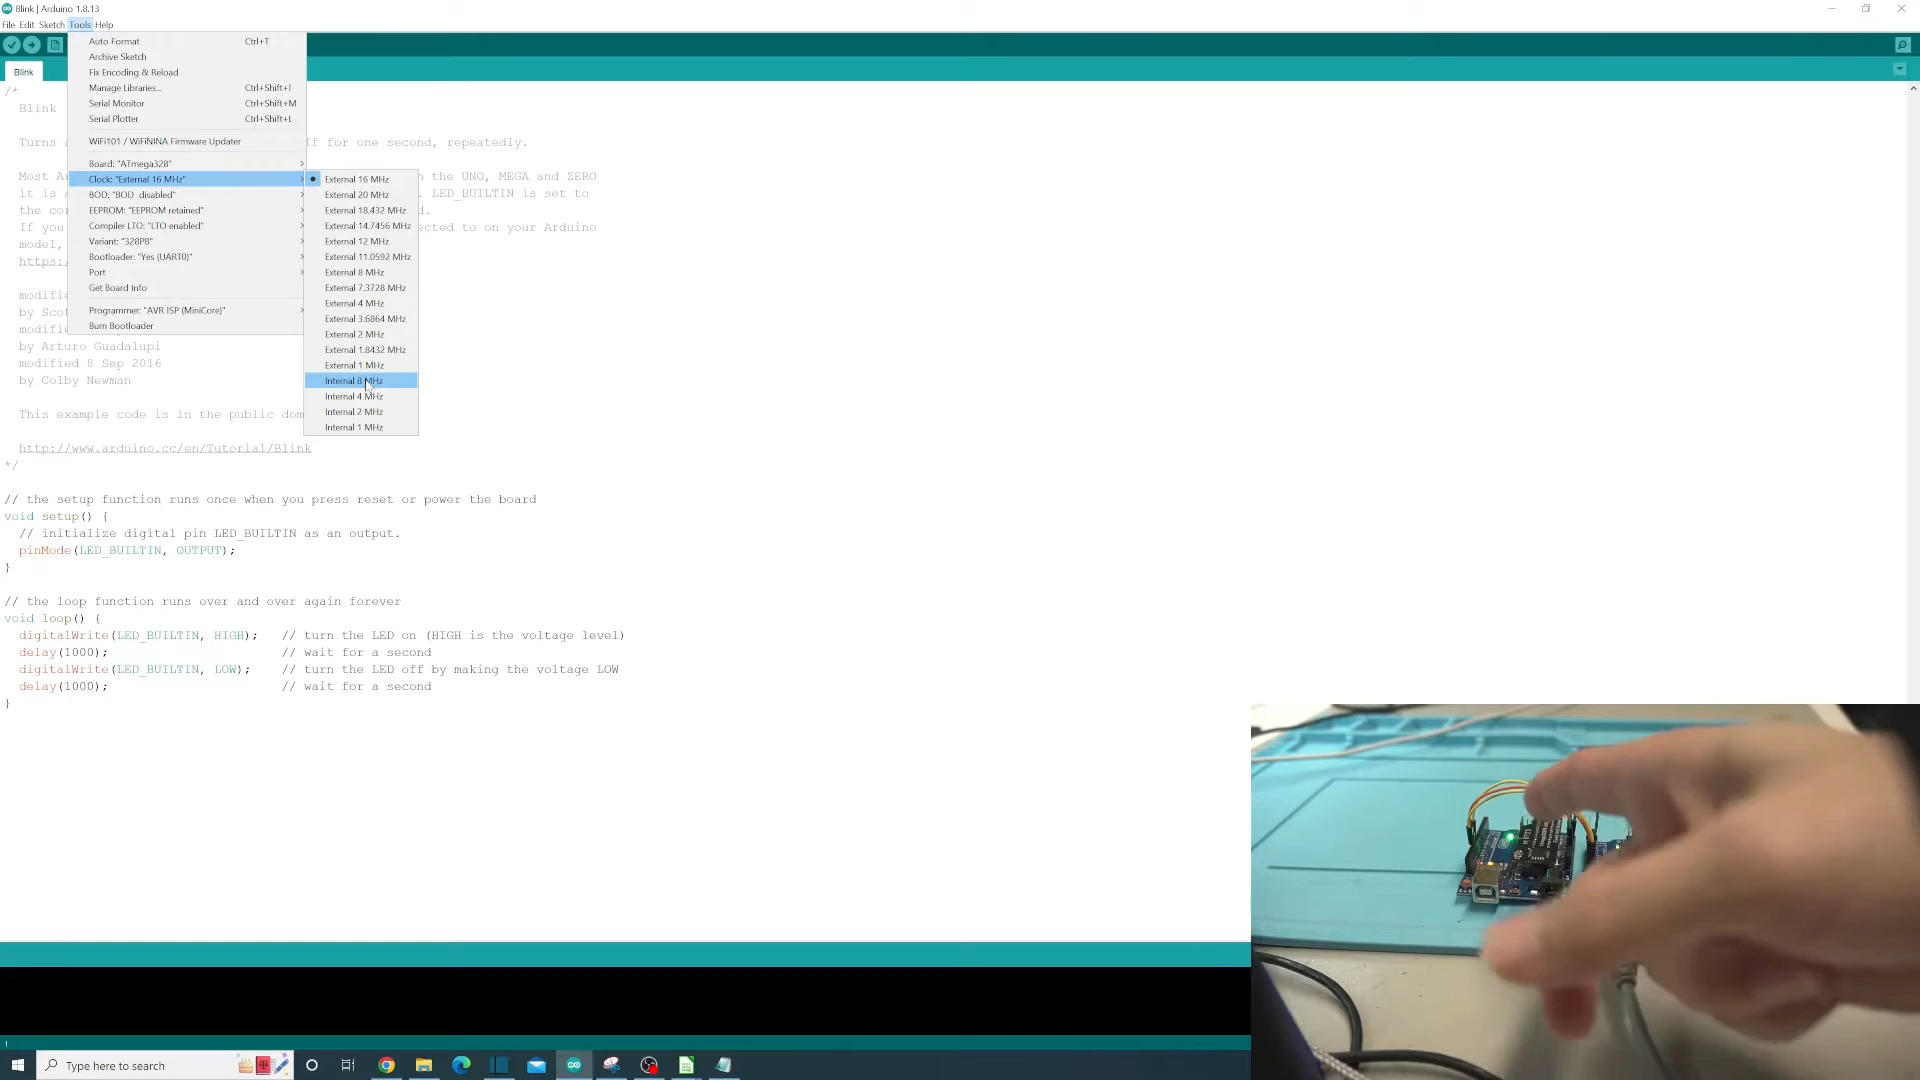 Blink | Arduino 1.8.13
File Edit Sketch Tools Help
Auto Format Ctrl+T
Archive Sketch
Fix Encoding & Reload
Manage Libraries... Ctrl+Shift+I
Serial Monitor Ctrl+Shift+M
Serial Plotter Ctrl+Shift+L
WiFi101 / WiFiNINA Firmware Updater
Board: "ATmega328"
Clock: "External 16 MHz"
BOD: "BOD disabled"
EEPROM: "EEPROM retained"
Compiler LTO: "LTO enabled"
Variant: "328PB"
Bootloader: "Yes (UART0)"
Port
Get Board Info
Programmer: "AVR ISP (MiniCore)"
Burn Bootloader
External 16 MHz
External 20 MHz
External 18.432 MHz
External 14.7456 MHz
External 12 MHz
External 11.0592 MHz
External 8 MHz
External 7.3728 MHz
External 4 MHz
External 3.6864 MHz
External 2 MHz
External 1.8432 MHz
External 1 MHz
Internal 8 MHz
Internal 4 MHz
Internal 2 MHz
Internal 1 MHz
Blink
/*
Blink
Turns ff for one second, repeatedly.
Most A n the UNO, MEGA and ZERO
it is LED_BUILTIN is set to
the co d.
If you ected to on your Arduino
model,
https:/
modifie
by Sco
modifi
by Arturo Guadalupi
modified 8 Sep 2016
by Colby Newman
This example code is in the public dom
http://www.arduino.cc/en/Tutorial/Blink
*/
// the setup function runs once when you press reset or power the board
void setup() {
// initialize digital pin LED_BUILTIN as an output.
pinMode(LED_BUILTIN, OUTPUT);
}
// the loop function runs over and over again forever
void loop() {
digitalWrite(LED_BUILTIN, HIGH); // turn the LED on (HIGH is the voltage level)
delay(1000); // wait for a second
digitalWrite(LED_BUILTIN, LOW); // turn the LED off by making the voltage LOW
delay(1000); // wait for a second
}
1
Type here to search